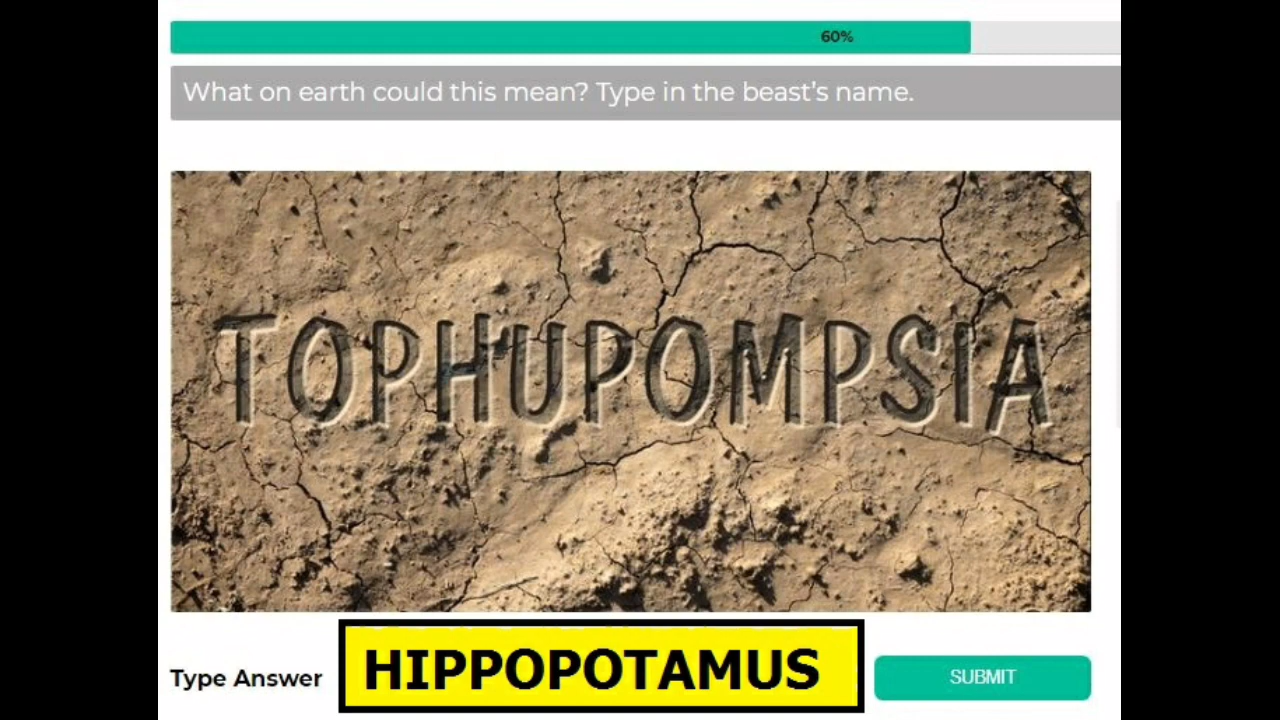 60%
What on earth could this mean? Type in the beast's name.
TOPHUPOMPSIA
Type Answer
HIPPOPOTAMUS
SUBMIT